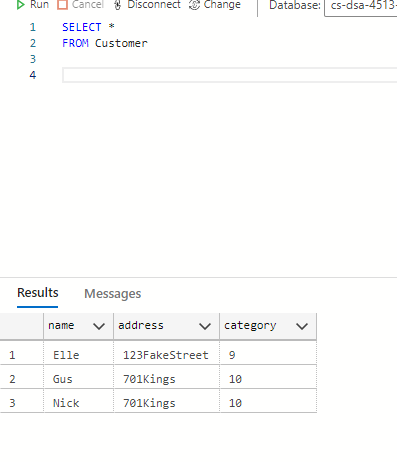 Run Cancel Disconnect Change Database: cs-dsa-4513-
1 SELECT *
2 FROM Customer
3
4
Results Messages
name address category
1 Elle 123FakeStreet 9
2 Gus 701Kings 10
3 Nick 701Kings 10